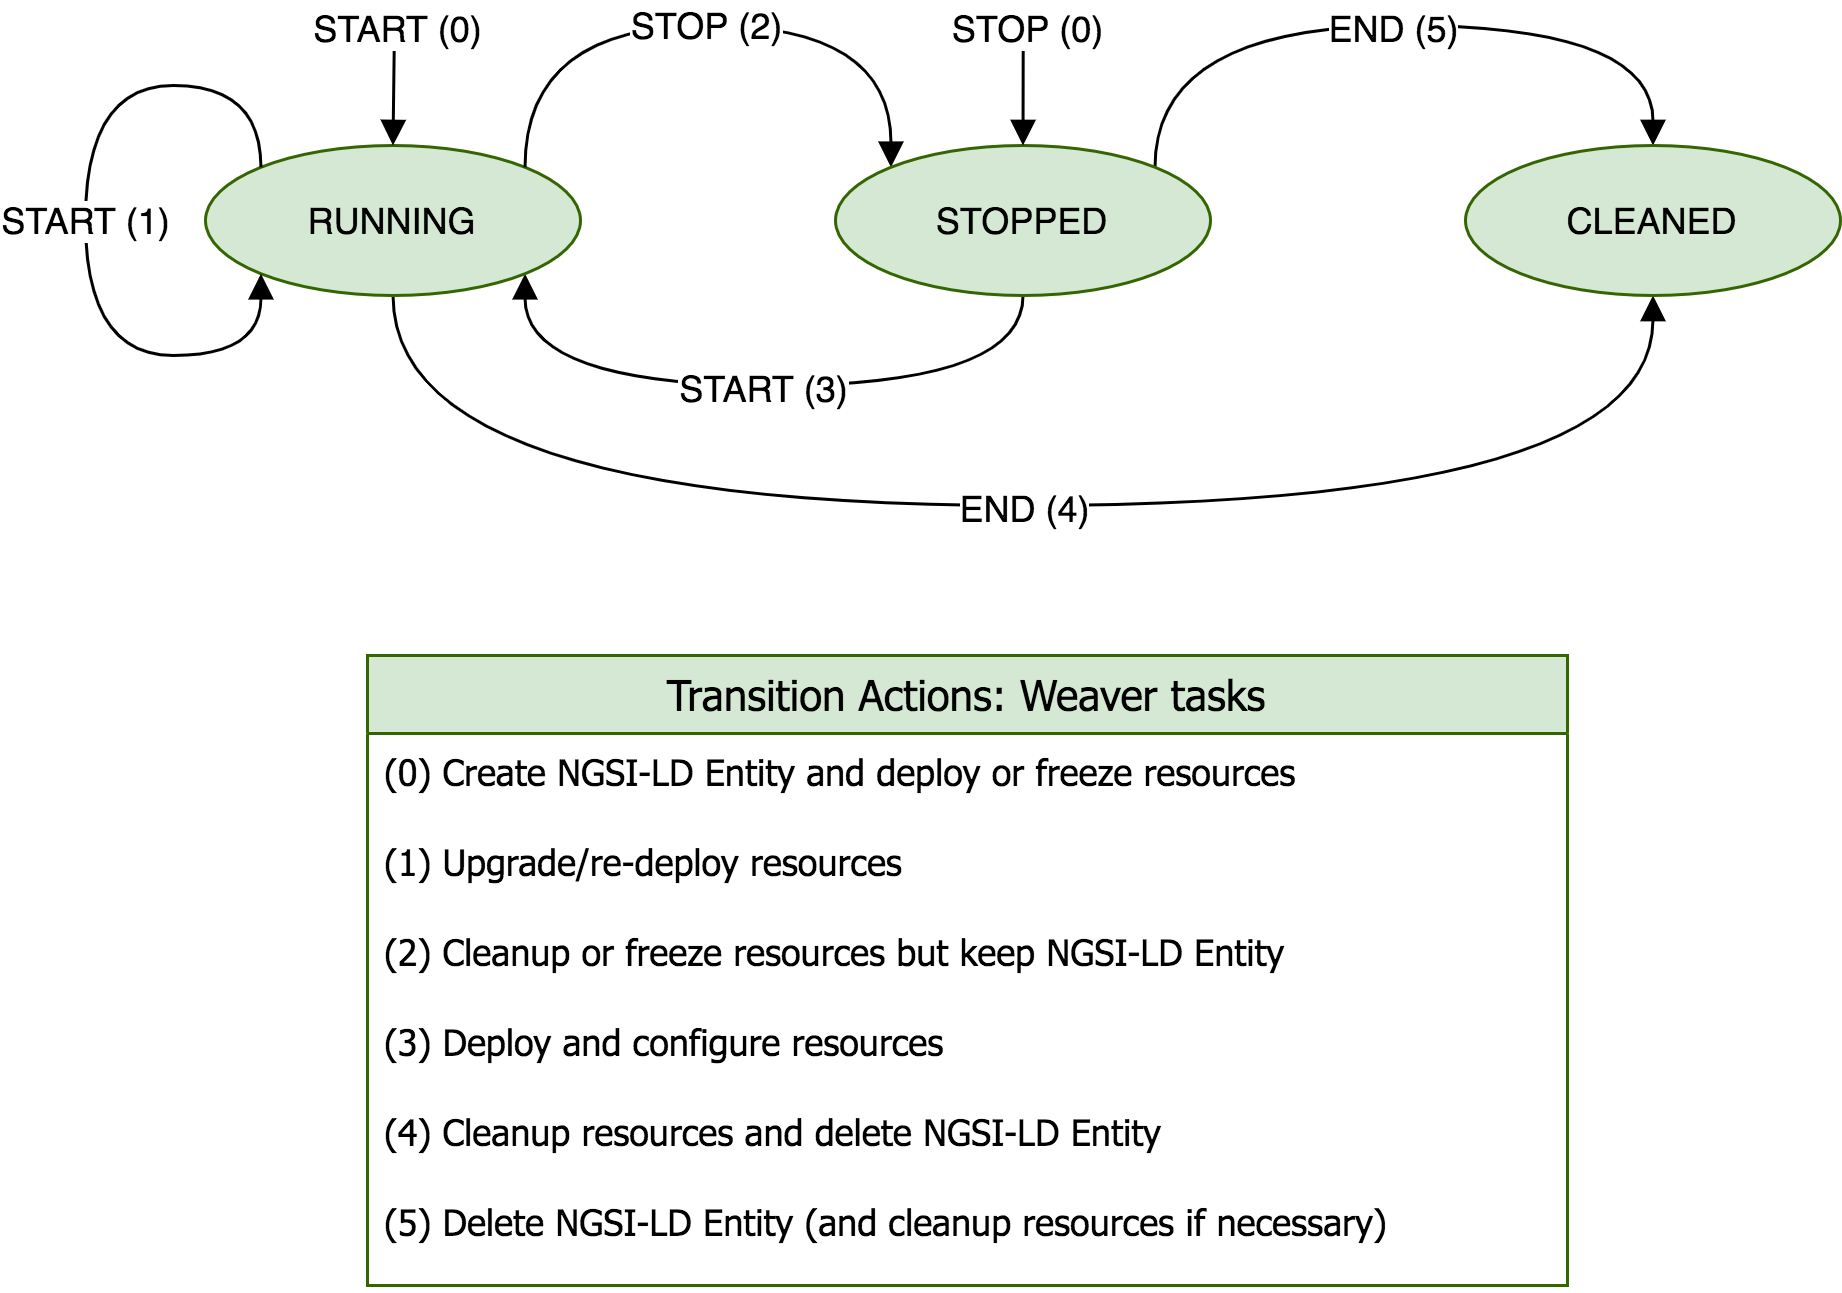 START (0)
STOP (2)
STOP (0)
END (5)
START (1)
RUNNING
STOPPED
CLEANED
START (3)
END (4)
Transition Actions: Weaver tasks
(0) Create NGSI-LD Entity and deploy or freeze resources
(1) Upgrade/re-deploy resources
(2) Cleanup or freeze resources but keep NGSI-LD Entity
(3) Deploy and configure resources
(4) Cleanup resources and delete NGSI-LD Entity
(5) Delete NGSI-LD Entity (and cleanup resources if necessary)